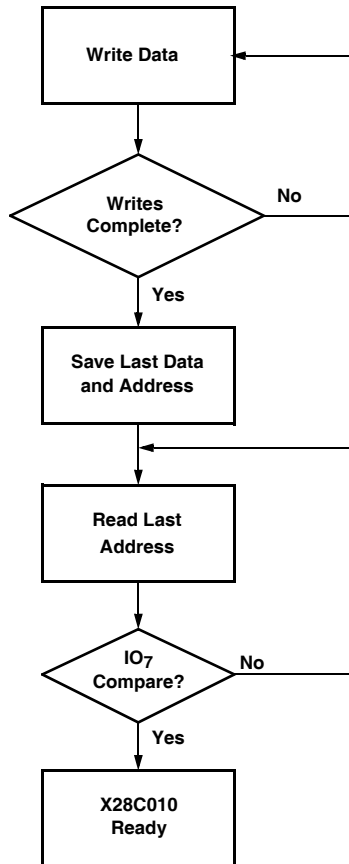 Write Data
Writes
Complete?
No
Yes
Save Last Data
and Address
Read Last
Address
IO7
Compare?
No
Yes
X28C010
Ready